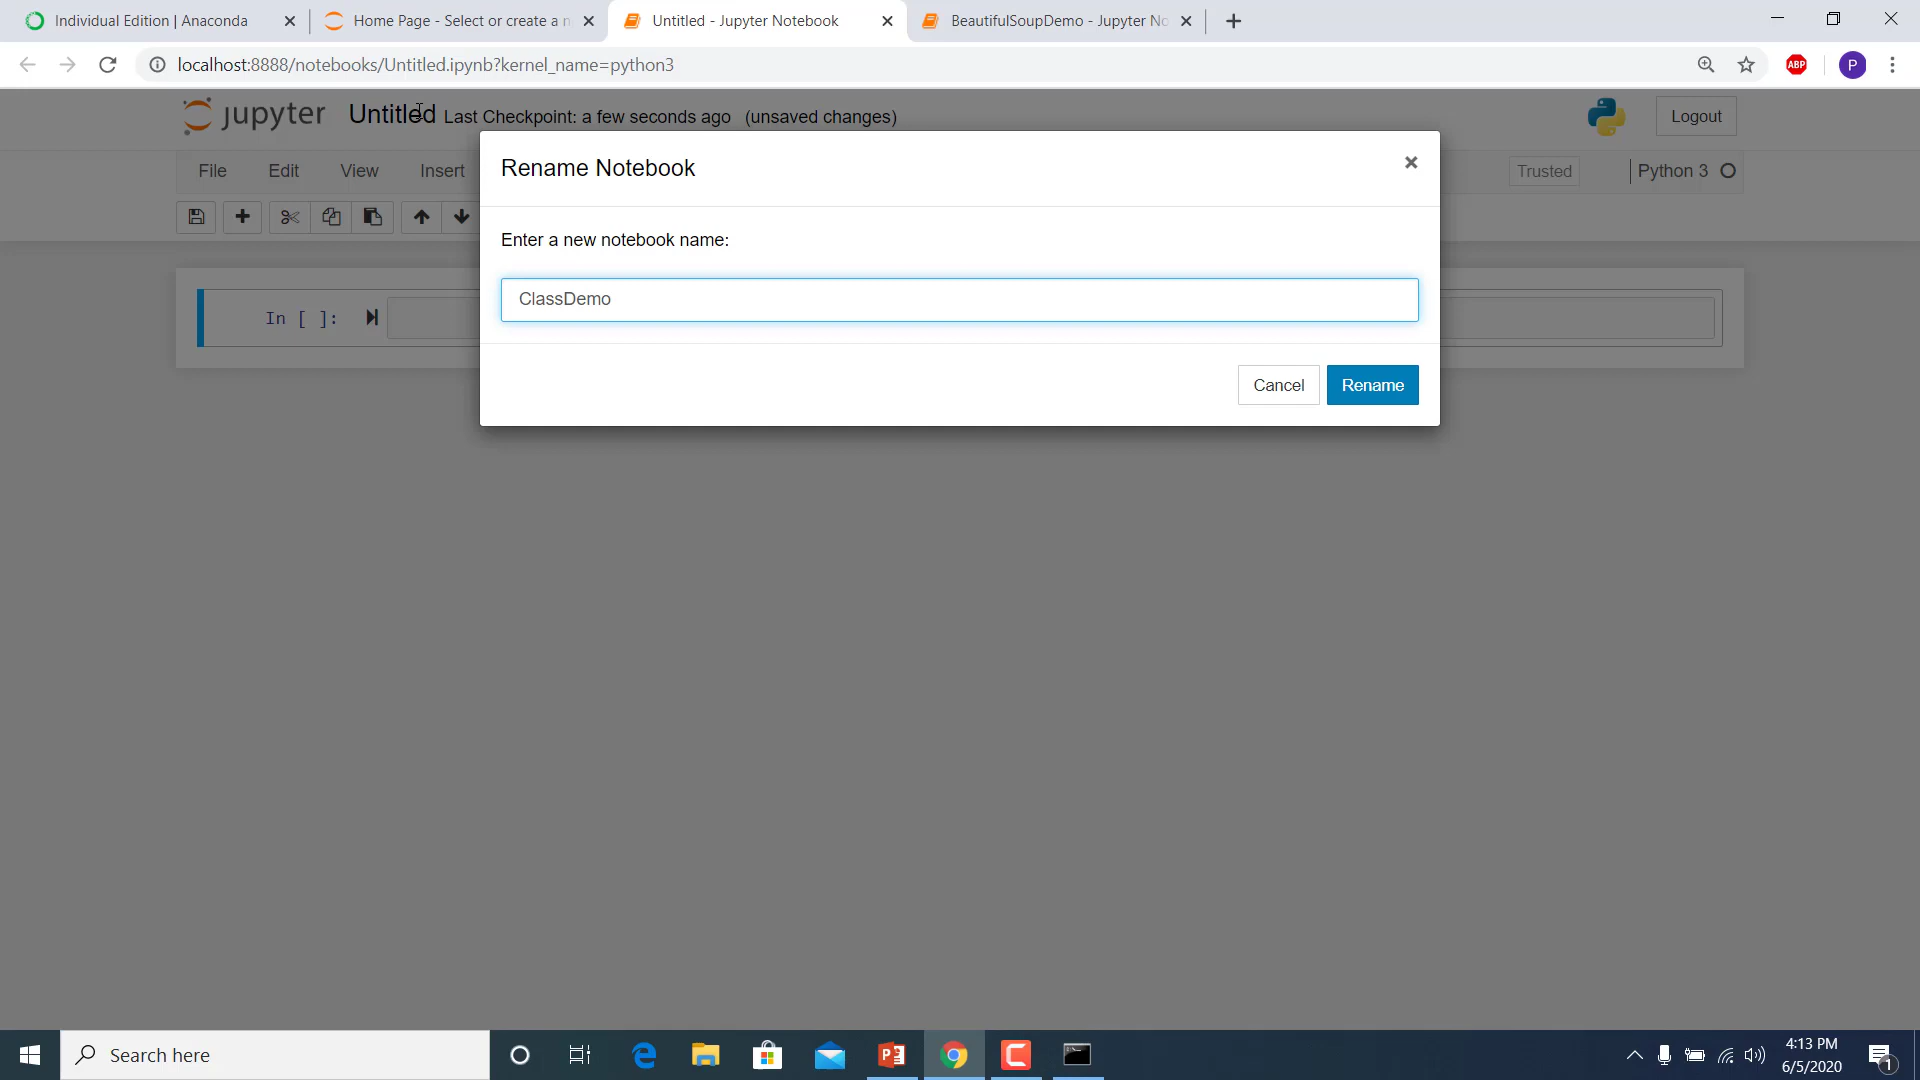 Individual Edition | Anaconda
Home Page - Select or create a n
Untitled - Jupyter Notebook
BeautifulSoupDemo - Jupyter No
localhost:8888/notebooks/Untitled.ipynb?kernel_name=python3
ABP
P
jupyter Untitled Last Checkpoint: a few seconds ago (unsaved changes)
Logout
File Edit View Insert
Trusted
Python 3
Rename Notebook
Enter a new notebook name:
ClassDemo
Cancel
Rename
In [ ]:
Search here
4:13 PM
6/5/2020
1